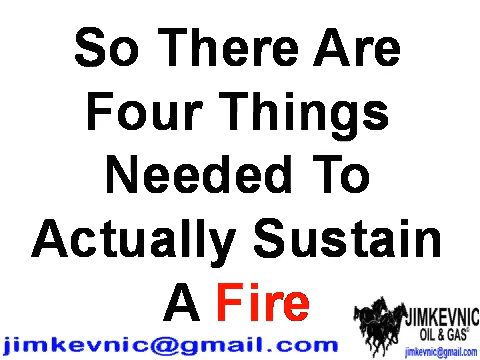 So There Are
Four Things
Needed To
Actually Sustain
A Fire
jimkevnic@gmail.com
JIMKEVNIC
OIL & GAS
jimkevnic@gmail.com